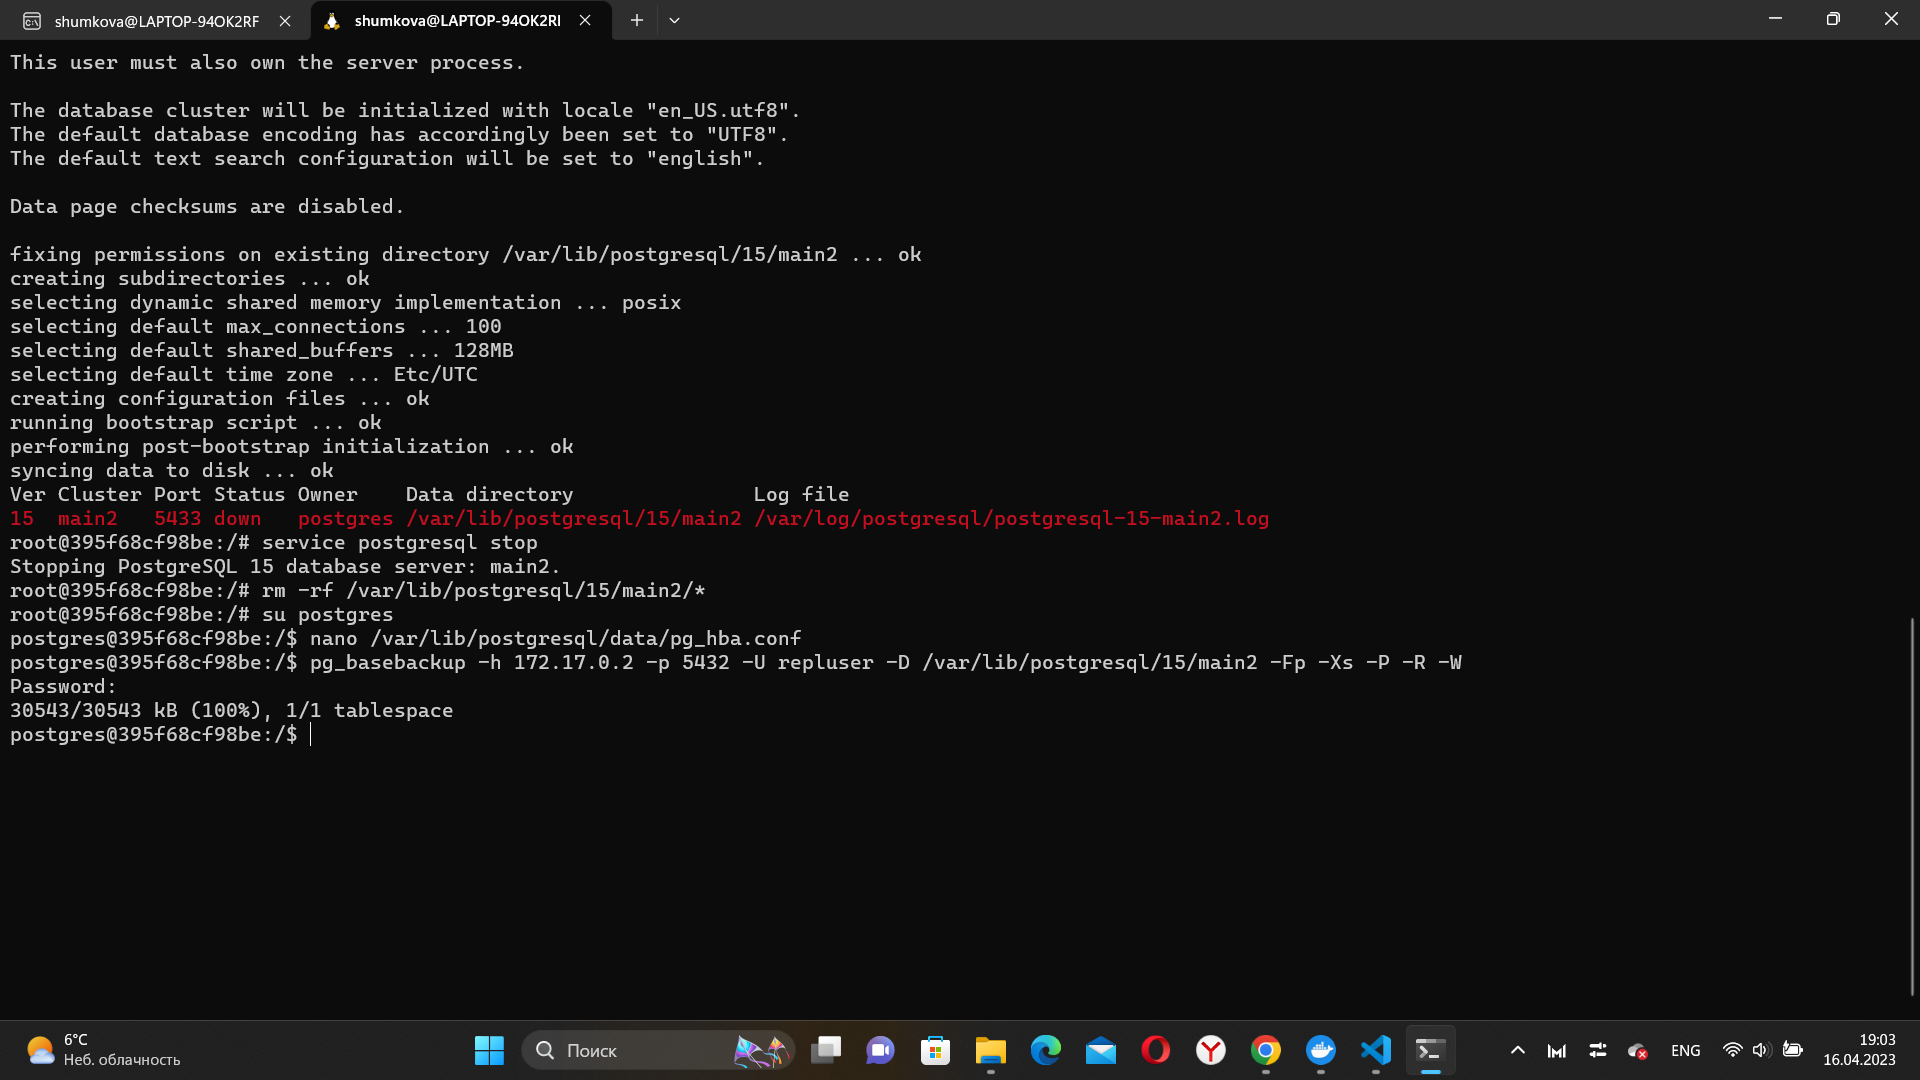 shumkova@LAPTOP-94OK2RF
shumkova@LAPTOP-94OK2RI
This user must also own the server process.
The database cluster will be initialized with locale "en_US.utf8".
The default database encoding has accordingly been set to "UTF8".
The default text search configuration will be set to "english".
Data page checksums are disabled.
fixing permissions on existing directory /var/lib/postgresql/15/main2 ... ok
creating subdirectories ... ok
selecting dynamic shared memory implementation ... posix
selecting default max_connections ... 100
selecting default shared_buffers ... 128MB
selecting default time zone ... Etc/UTC
creating configuration files ... ok
running bootstrap script ... ok
performing post-bootstrap initialization ... ok
syncing data to disk ... ok
Ver Cluster Port Status Owner    Data directory               Log file
15  main2   5433 down   postgres /var/lib/postgresql/15/main2 /var/log/postgresql/postgresql-15-main2.log
root@395f68cf98be:/# service postgresql stop
Stopping PostgreSQL 15 database server: main2.
root@395f68cf98be:/# rm -rf /var/lib/postgresql/15/main2/*
root@395f68cf98be:/# su postgres
postgres@395f68cf98be:/$ nano /var/lib/postgresql/data/pg_hba.conf
postgres@395f68cf98be:/$ pg_basebackup -h 172.17.0.2 -p 5432 -U repluser -D /var/lib/postgresql/15/main2 -Fp -Xs -P -R -W
Password:
30543/30543 kB (100%), 1/1 tablespace
postgres@395f68cf98be:/$
6°C
Неб. облачность
Поиск
ENG
19:03
16.04.2023